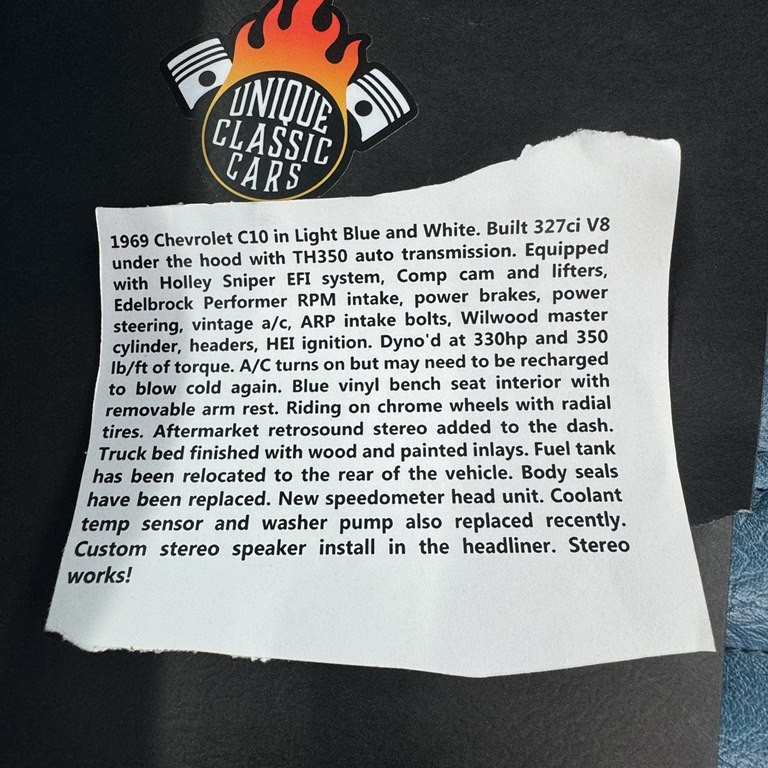 UNIQUE
CLASSIC
CARS
1969 Chevrolet C10 in Light Blue and White. Built 327ci V8
under the hood with TH350 auto transmission. Equipped
with Holley Sniper EFI system, Comp cam and lifters,
Edelbrock Performer RPM intake, power brakes, power
steering, vintage a/c, ARP intake bolts, Wilwood master
cylinder, headers, HEI ignition. Dyno'd at 330hp and 350
lb/ft of torque. A/C turns on but may need to be recharged
to blow cold again. Blue vinyl bench seat interior with
removable arm rest. Riding on chrome wheels with radial
tires. Aftermarket retrosound stereo added to the dash.
Truck bed finished with wood and painted inlays. Fuel tank
has been relocated to the rear of the vehicle. Body seals
have been replaced. New speedometer head unit. Coolant
temp sensor and washer pump also replaced recently.
Custom stereo speaker install in the headliner. Stereo
works!